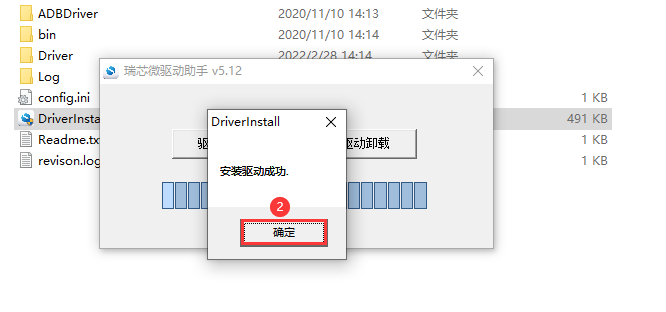 ADBDriver 2020/11/10 14:13 文件夹
bin 2020/11/10 14:14 文件夹
Driver 2022/2/28 14:14 文件夹
Log
瑞芯微驱动助手 v5.12
config.ini 1 KB
DriverInsta 491 KB
Readme.tx 1 KB
revison.log 1 KB
DriverInstall
驱动卸载
安装驱动成功.
2
确定